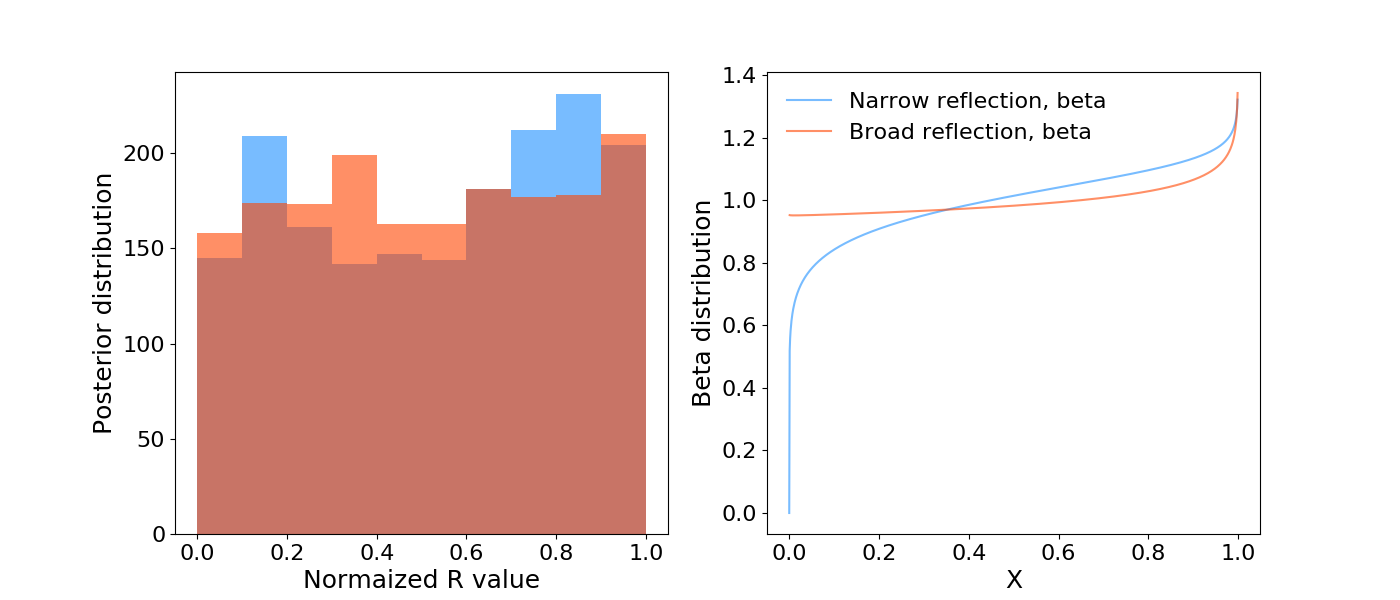 Posterior distribution
200
150
100
50
0
0.0 0.2 0.4 0.6 0.8 1.0
Normaized R value
Beta distribution
1.4
1.2
1.0
0.8
0.6
0.4
0.2
0.0
Narrow reflection, beta
Broad reflection, beta
0.0 0.2 0.4 0.6 0.8 1.0
X